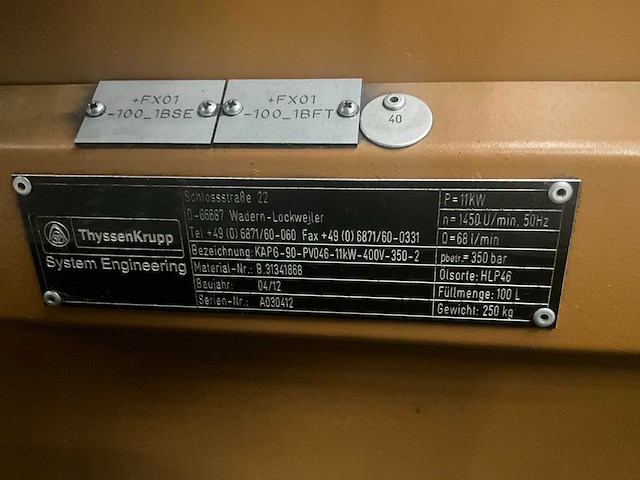 +FX01
-100_1BSE
+FX01
-100_1BFT
40
ThyssenKrupp
System Engineering
Schlossstraße 22
D-66687 Wadern-Lockweiler
Tel +49 (0) 6871/60-060 Fax +49 (0) 6871/60-0331
Bezeichnung: KAPG-90-PV046-11kW-400V-350-2
Material-Nr.: B.31341868
Baujahr: 04/12
Serien-Nr.: A030412
P= 11KW
n= 1450 U/min, 50Hz
Q= 68 l/min
pbetr.= 350 bar
Ölsorte: HLP46
Füllmenge: 100 L
Gewicht: 250 kg